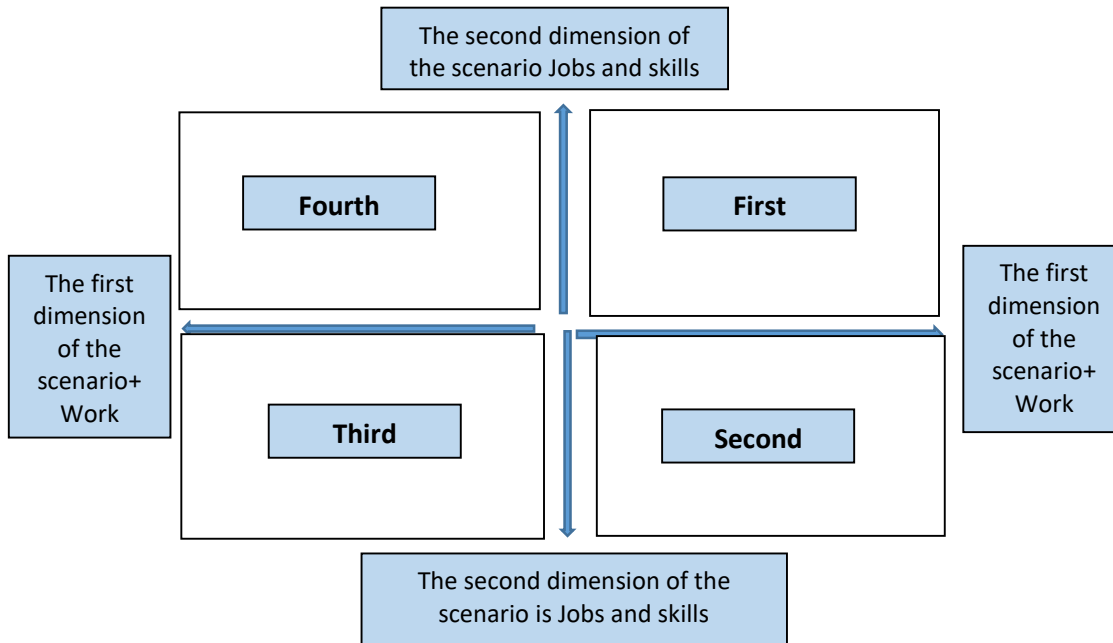 The second dimension of
the scenario Jobs and skills
Fourth
First
The first
dimension
of the
scenario+
Work
The first
dimension
of the
scenario+
Work
Third
Second
The second dimension of the
scenario is Jobs and skills